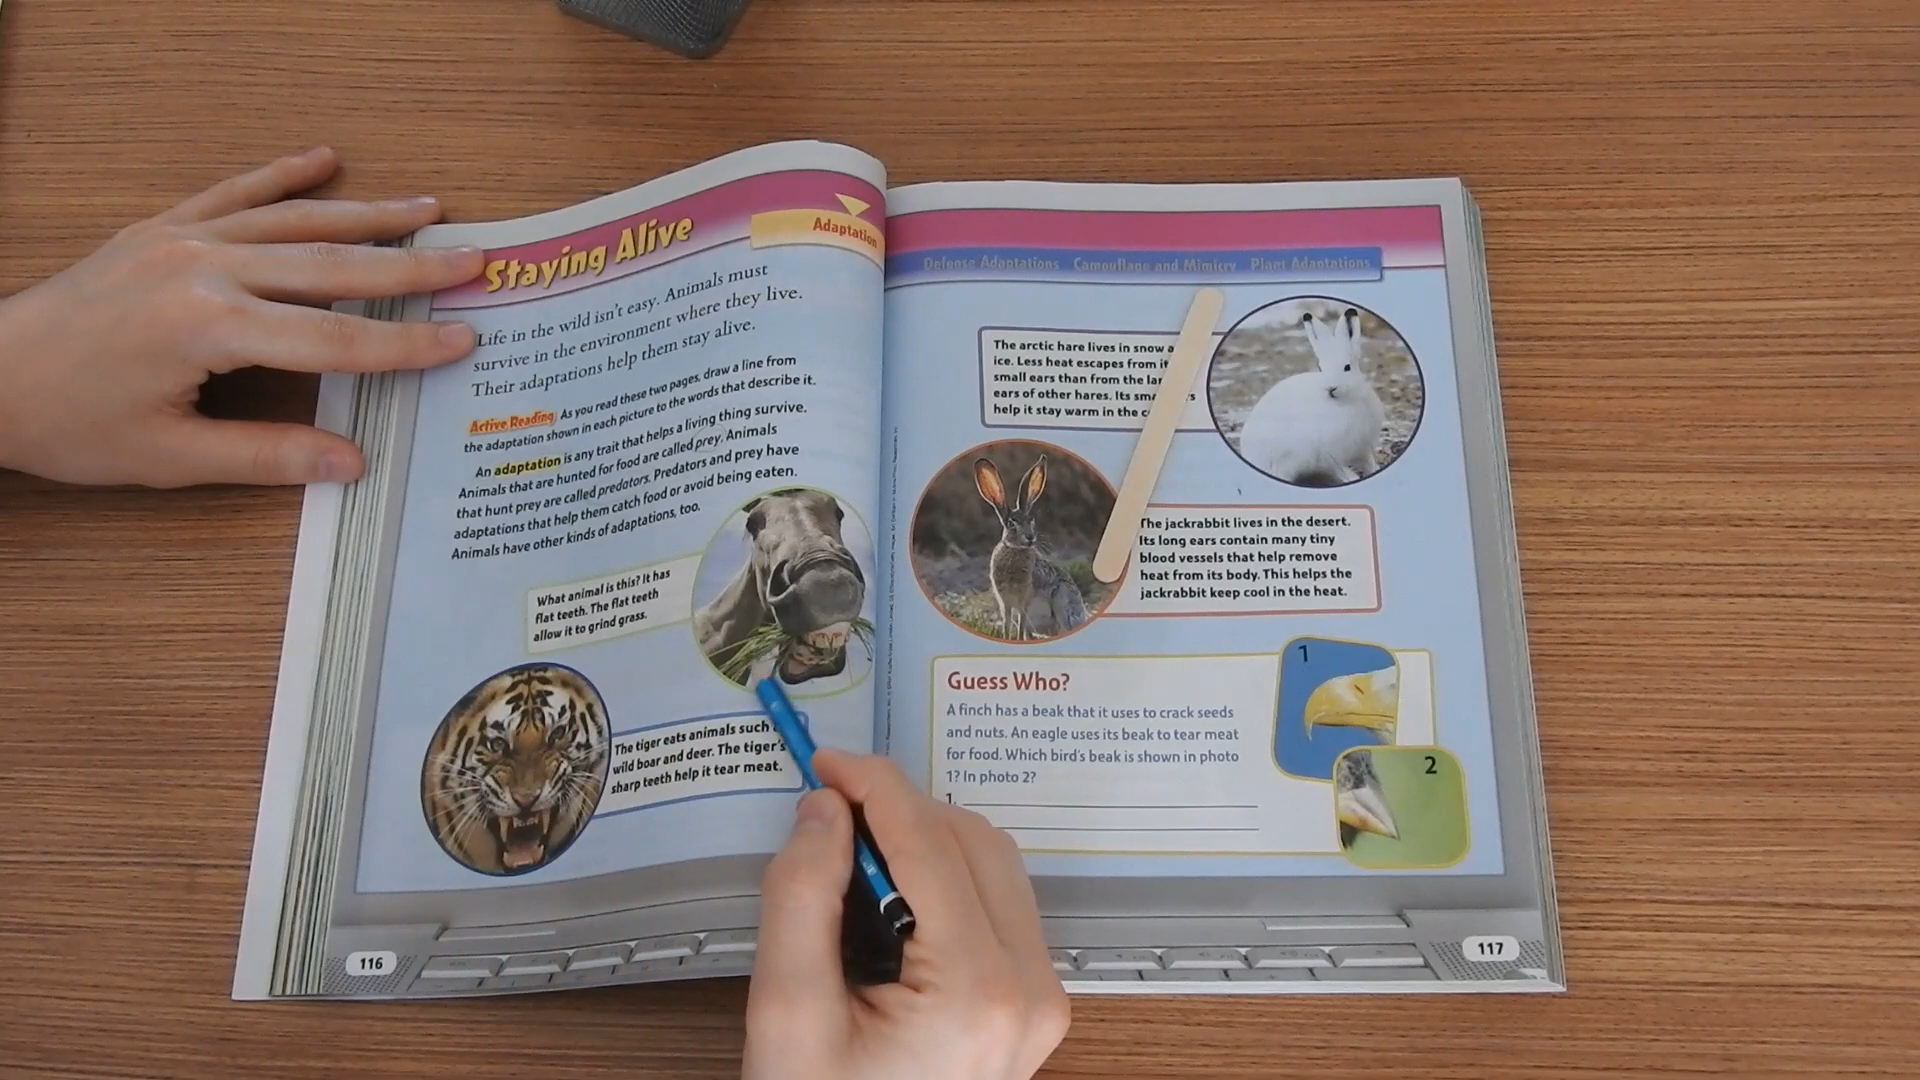 Staying Alive
Adaptation
Life in the wild isn't easy. Animals must
survive in the environment where they live.
Their adaptations help them stay alive.
Active Reading As you read these two pages, draw a line from
the adaptation shown in each picture to the words that describe it.
An adaptation is any trait that helps a living thing survive.
Animals that are hunted for food are called prey. Animals
that hunt prey are called predators. Predators and prey have
adaptations that help them catch food or avoid being eaten.
Animals have other kinds of adaptations, too.
What animal is this? It has
flat teeth. The flat teeth
allow it to grind grass.
The tiger eats animals such
wild boar and deer. The tiger's
sharp teeth help it tear meat.
116
Defense Adaptations Camouflage and Mimicry Plant Adaptations
The arctic hare lives in snow
ice. Less heat escapes from
small ears than from the
ears of other hares. Its
help it stay warm in the
The jackrabbit lives in the desert.
Its long ears contain many tiny
blood vessels that help remove
heat from its body. This helps the
jackrabbit keep cool in the heat.
Guess Who?
A finch has a beak that it uses to crack seeds
and nuts. An eagle uses its beak to tear meat
for food. Which bird's beak is shown in photo
1? In photo 2?
1.
1
2
117